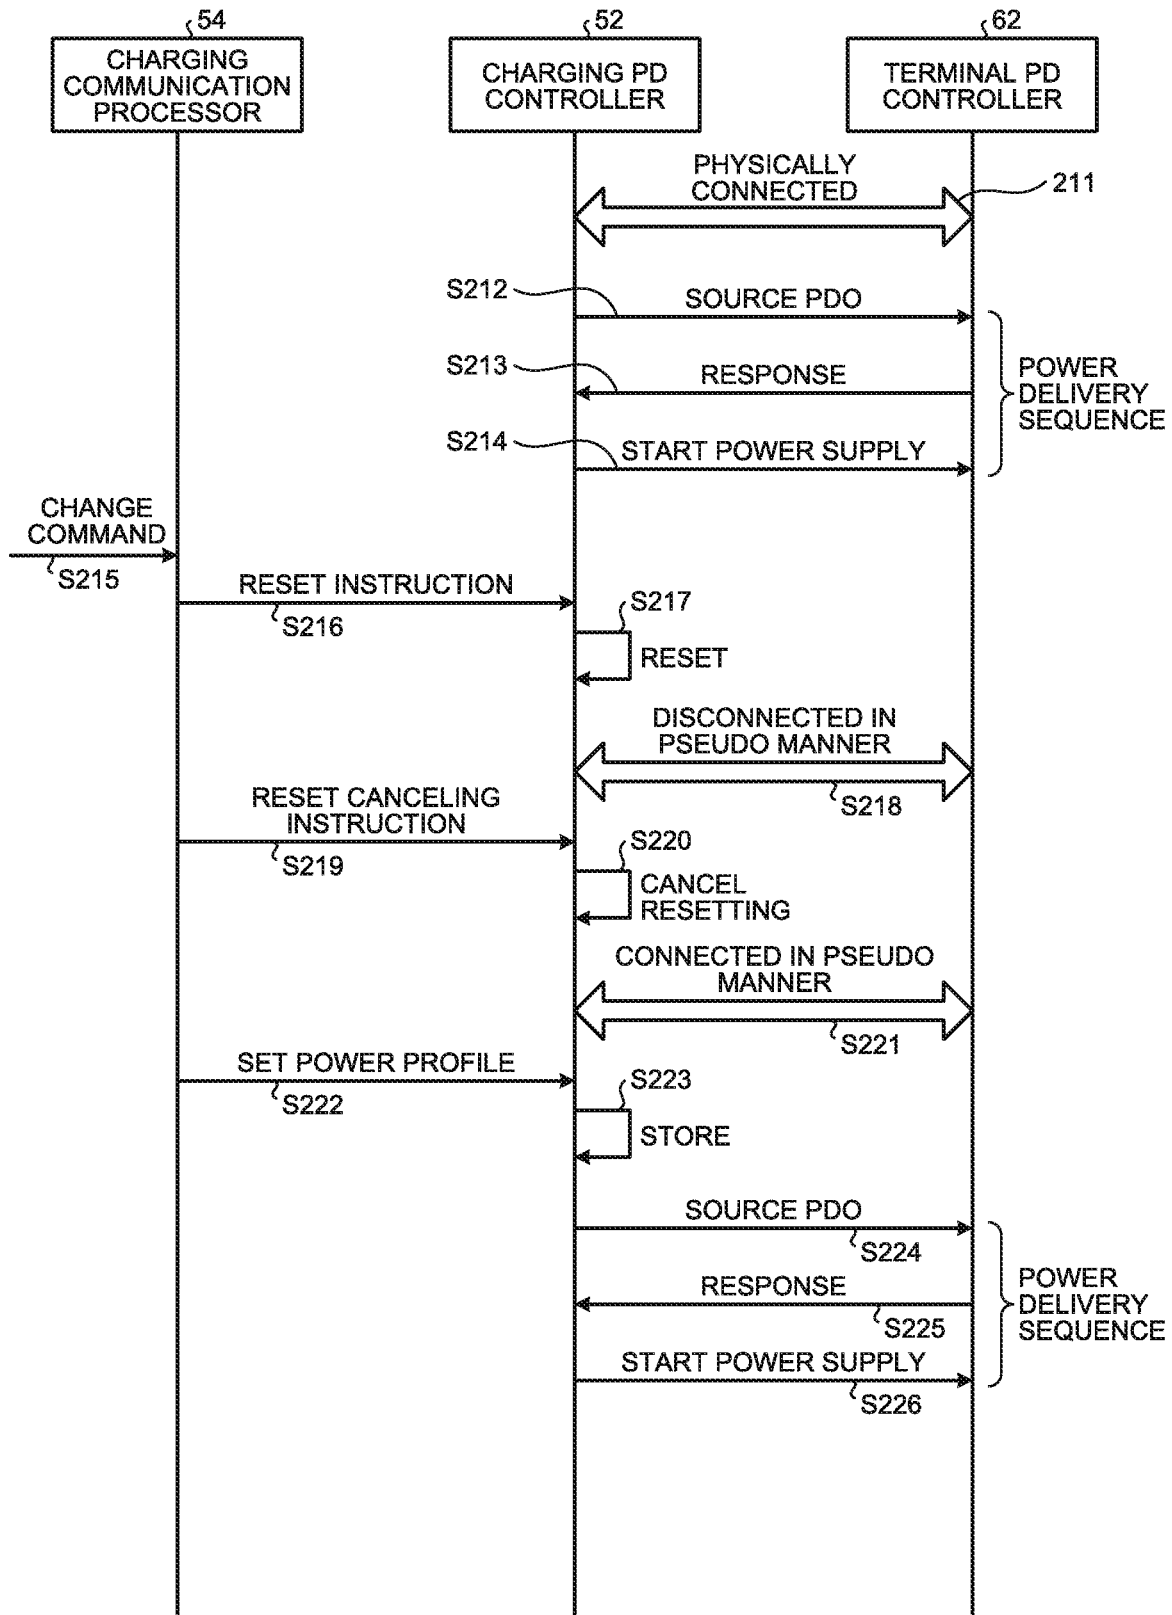 54
52
62
CHARGING
COMMUNICATION
PROCESSOR
CHARGING PD
CONTROLLER
TERMINAL PD
CONTROLLER
PHYSICALLY
CONNECTED
211
S212
SOURCE PDO
S213
RESPONSE
S214
START POWER SUPPLY
POWER
DELIVERY
SEQUENCE
CHANGE
COMMAND
S215
RESET INSTRUCTION
S216
S217
RESET
DISCONNECTED IN
PSEUDO MANNER
S218
RESET CANCELING
INSTRUCTION
S219
S220
CANCEL
RESETTING
CONNECTED IN PSEUDO
MANNER
S221
SET POWER PROFILE
S222
S223
STORE
SOURCE PDO
S224
RESPONSE
S225
START POWER SUPPLY
S226
POWER
DELIVERY
SEQUENCE